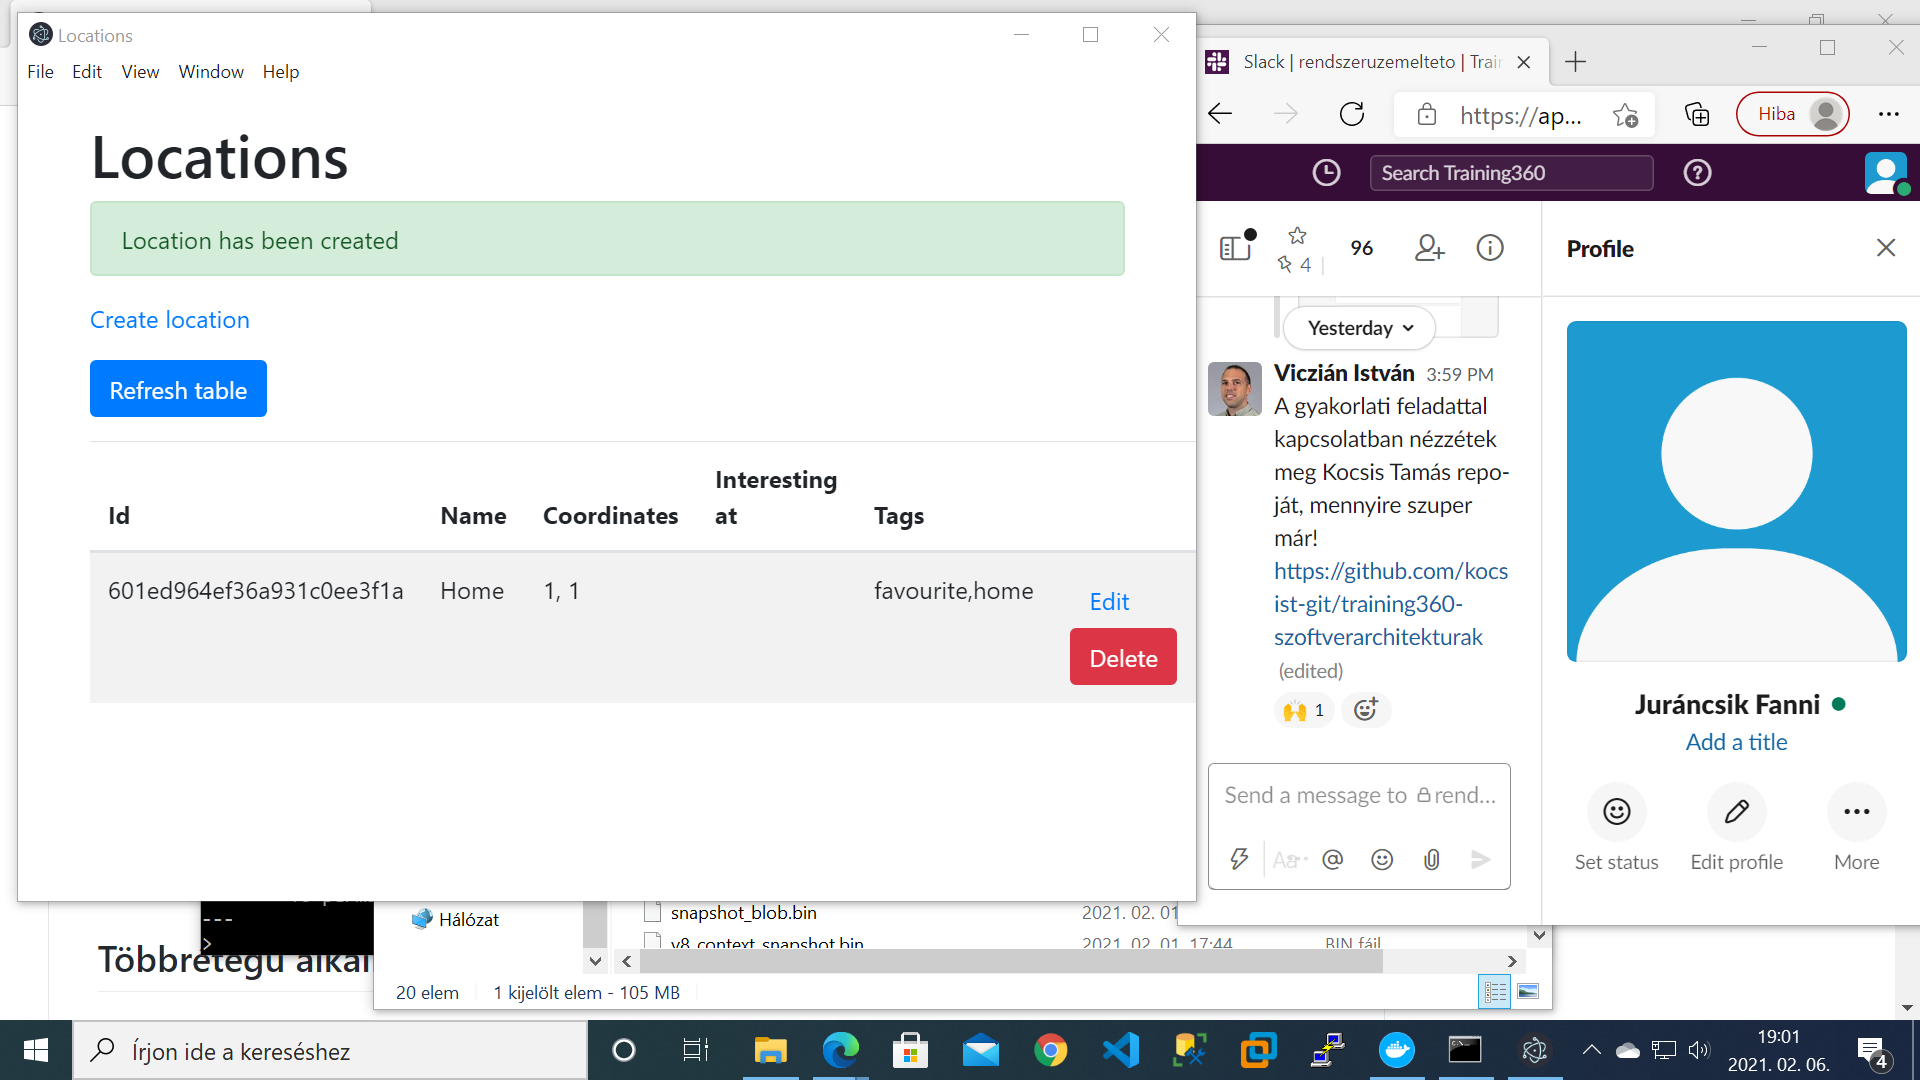 Locations
File Edit View Window Help
Locations
Location has been created
Create location
Refresh table
Id Name Coordinates Interesting at Tags
601ed964ef36a931c0ee3f1a Home 1, 1 favourite,home Edit
Delete
Slack | rendszeruzemelteto | Trai
https://ap...
Hiba
Search Training360
4
96
Profile
Yesterday
Viczián István 3:59 PM
A gyakorlati feladattal
kapcsolatban nézzétek
meg Kocsis Tamás repo-
ját, mennyire szuper
már!
https://github.com/kocs
ist-git/training360-
szoftverarchitekturak
(edited)
1
Send a message to rend...
Aa
Juráncsik Fanni
Add a title
Set status Edit profile More
---
>
Többrétegű alkal
Hálózat
snapshot_blob.bin 2021. 02. 01
v8_context_snapshot.bin 2021. 02. 01. 17:44 BIN fájl
20 elem 1 kijelölt elem - 105 MB
Írjon ide a kereséshez
19:01
2021. 02. 06.
4